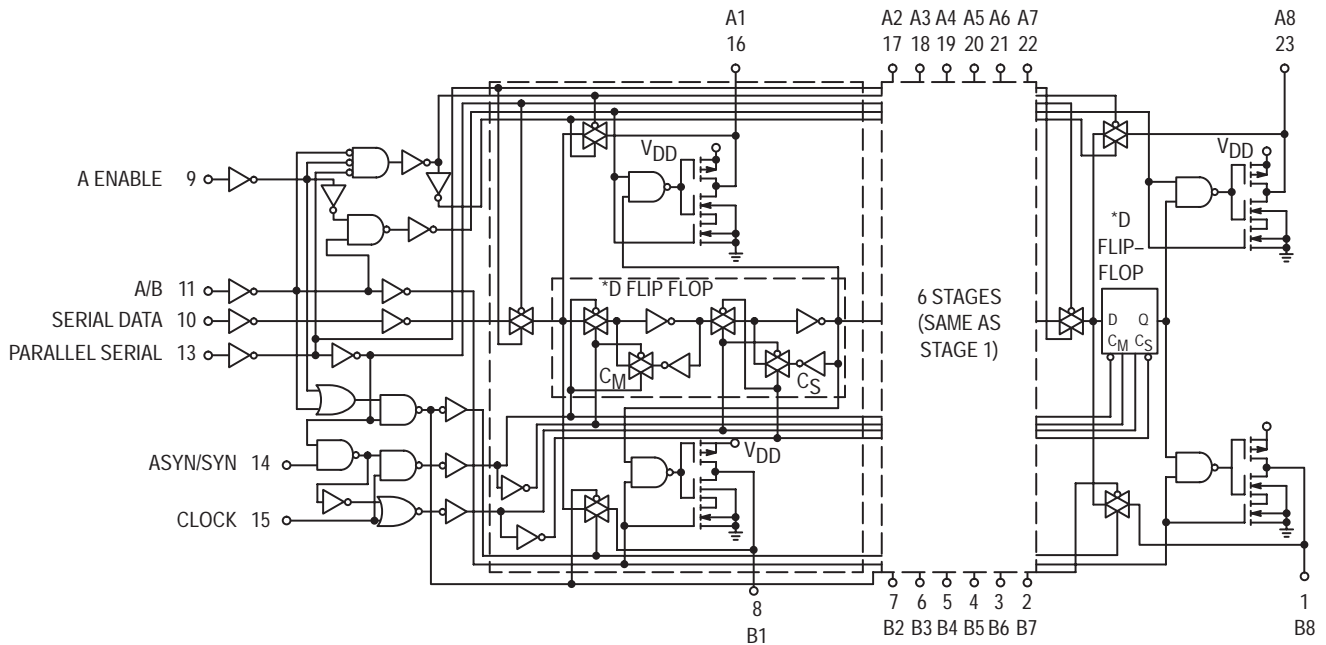 A1 A2 A3 A4 A5 A6 A7 A8
16 17 18 19 20 21 22 23
VDD
VDD
A ENABLE 9
*D
FLIP–
FLOP
A/B 11
*D FLIP FLOP
6 STAGES
(SAME AS
STAGE 1)
SERIAL DATA 10
D Q
PARALLEL SERIAL 13
CM CS
CM CS
VDD
ASYN/SYN 14
CLOCK 15
8 7 6 5 4 3 2 1
B1 B2 B3 B4 B5 B6 B7 B8